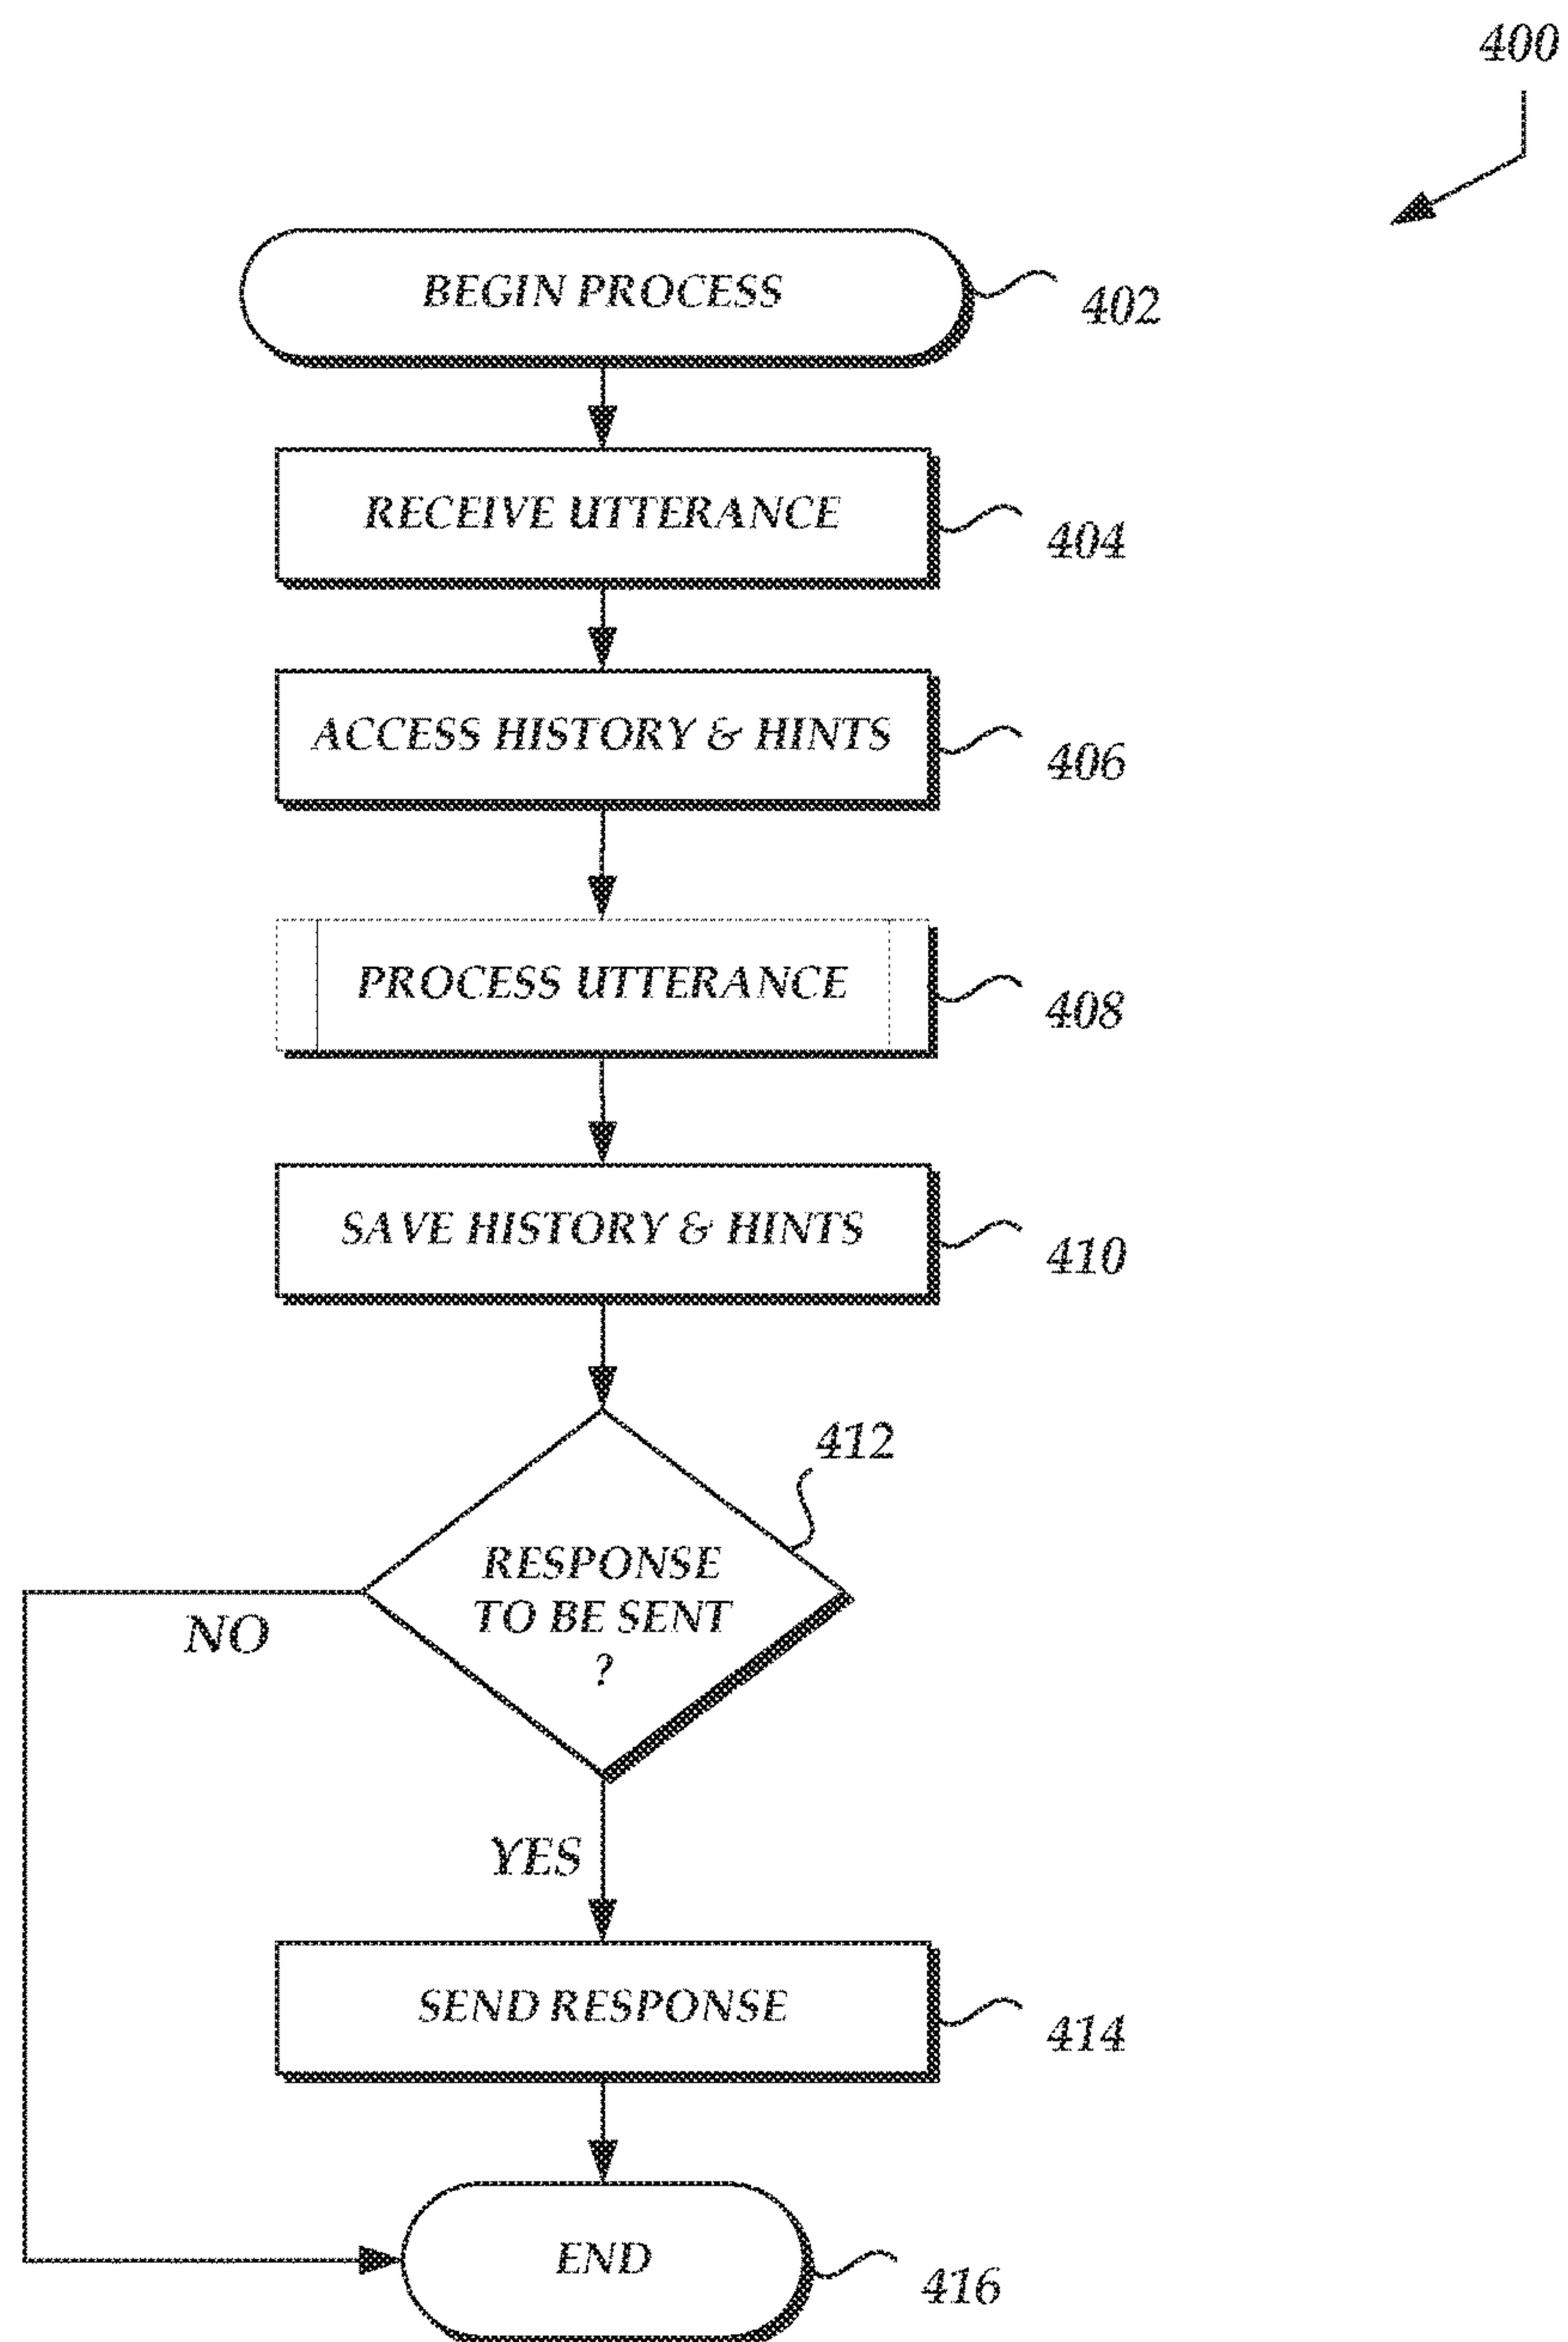 400
BEGIN PROCESS
402
RECEIVE UTTERANCE
404
ACCESS HISTORY & HINTS
406
PROCESS UTTERANCE
408
SAVE HISTORY & HINTS
410
412
RESPONSE
TO BE SENT
?
NO
YES
SEND RESPONSE
414
END
416